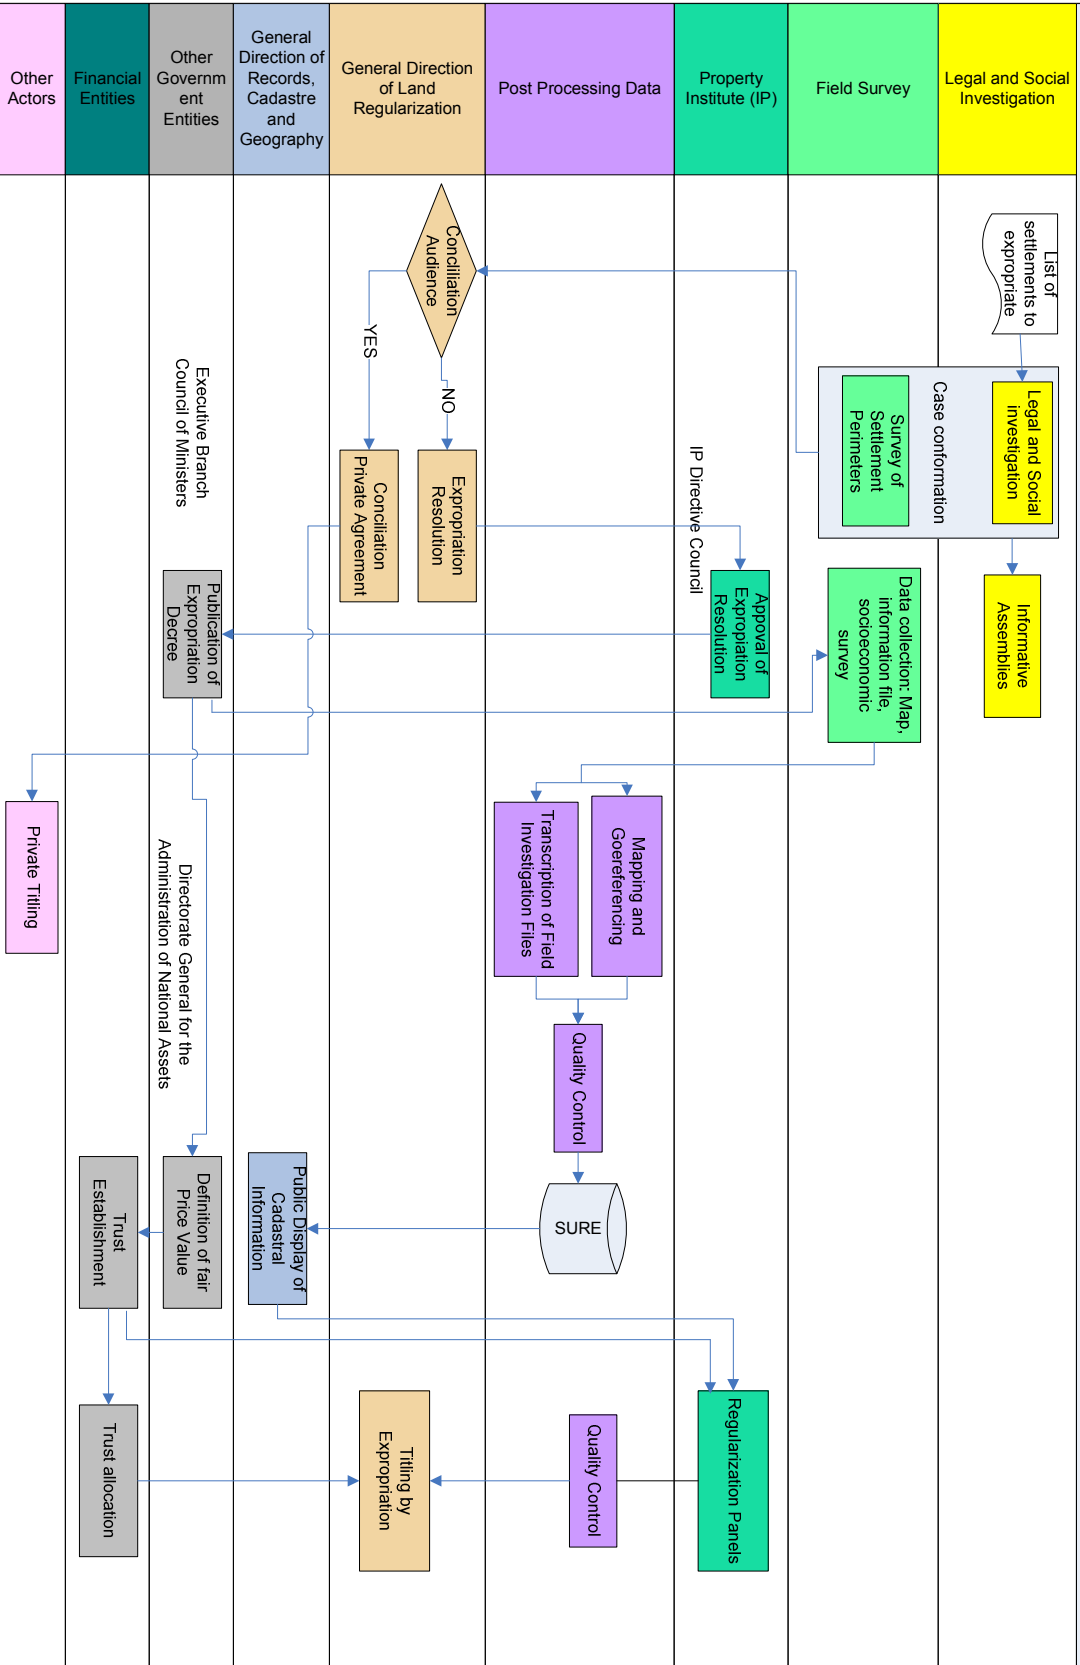 Other
Actors
Financial
Entities
Other
Governm
ent
Entities
General
Direction of
Records,
Cadastre
and
Geography
General Direction
of Land
Regularization
Post Processing Data
Property
Institute (IP)
Field Survey
Legal and Social
Investigation
List of
settlements to
expropriate
Legal and Social
investigation
Case conformation
Survey of
Settlement
Perimeters
Informative
Assemblies
Conciliation
Audience
YES
NO
Expropriation
Resolution
Conciliation
Private Agreement
IP Directive Council
Appoval of
Expropiation
Resolution
Executive Branch
Council of Ministers
Publication of
Expropriation
Decree
Data collection: Map,
information file,
socioeconomic
survey
Private Titling
Mapping and
Goereferencing
Transcription of Field
Investigation Files
Quality Control
SURE
Directorate General for the
Administration of National Assets
Public Display of
Cadastral
Information
Definition of fair
Price Value
Trust
Establishment
Trust allocation
Regularization Panels
Quality Control
Titling by
Expropriation